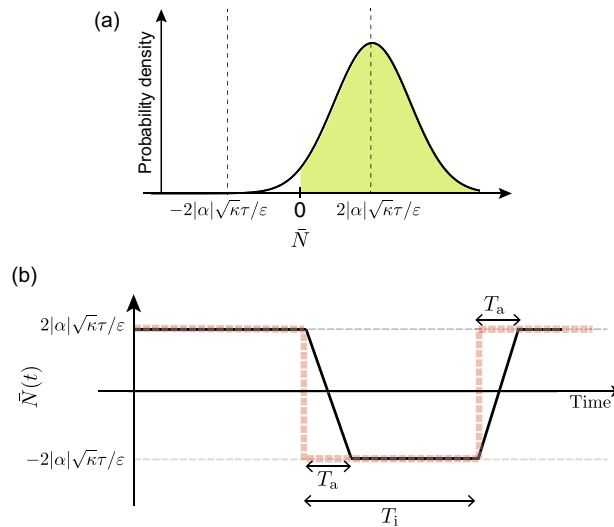 (a)
Probability density
−2|α|√κτ/ε
0
2|α|√κτ/ε
N̄
(b)
2|α|√κτ/ε
T_a
N̄(t)
Time
−2|α|√κτ/ε
T_a
T_i